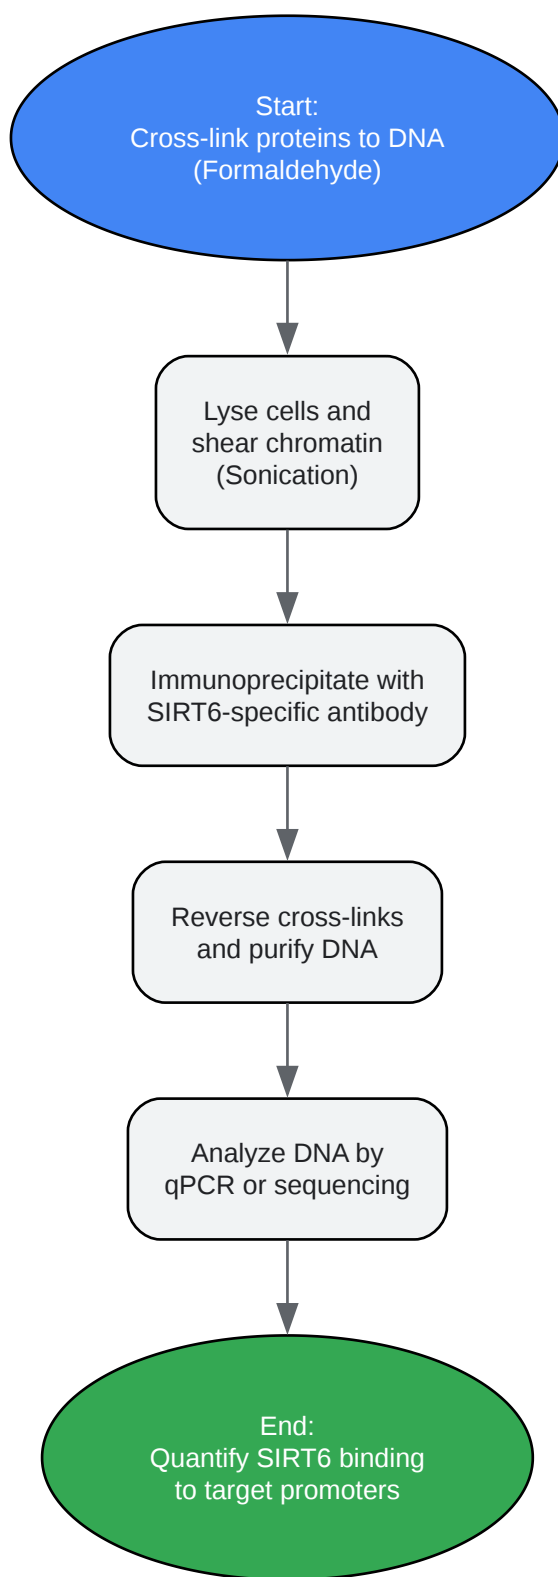 Start:
Cross-link proteins to DNA
(Formaldehyde)
Lyse cells and
shear chromatin
(Sonication)
Immunoprecipitate with
SIRT6-specific antibody
Reverse cross-links
and purify DNA
Analyze DNA by
qPCR or sequencing
End:
Quantify SIRT6 binding
to target promoters